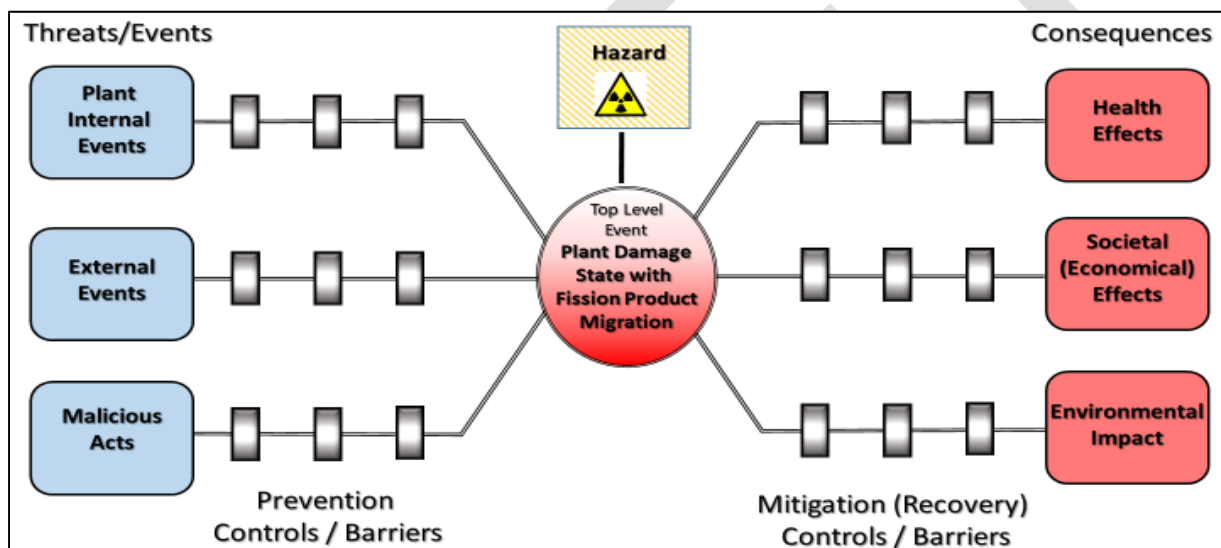 Threats/Events
Hazard
Consequences
Plant
Internal
Events
Health
Effects
Top Level
Event
Plant Damage
State with
Fission Product
Migration
External
Events
Societal
(Economical)
Effects
Malicious
Acts
Environmental
Impact
Prevention
Controls / Barriers
Mitigation (Recovery)
Controls / Barriers